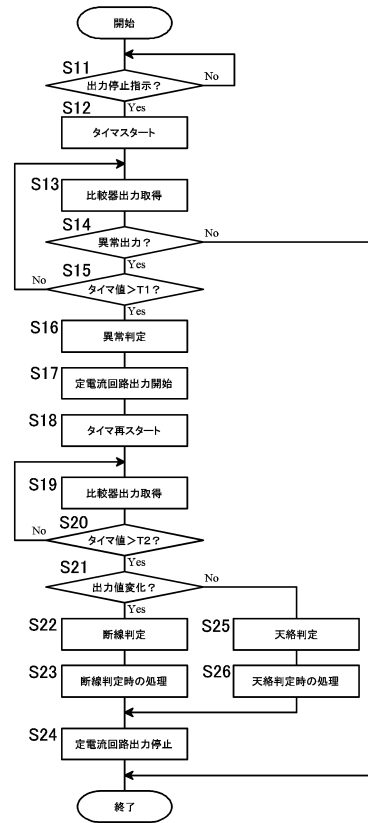 開始
S11
出力停止指示？
No
Yes
S12
タイマスタート
S13
比較器出力取得
S14
異常出力？
No
Yes
S15
タイマ値＞T1？
No
Yes
S16
異常判定
S17
定電流回路出力開始
S18
タイマ再スタート
S19
比較器出力取得
S20
タイマ値＞T2？
No
S21
出力値変化？
No
Yes
S22
断線判定
S25
天絡判定
S23
断線判定時の処理
S26
天絡判定時の処理
S24
定電流回路出力停止
終了